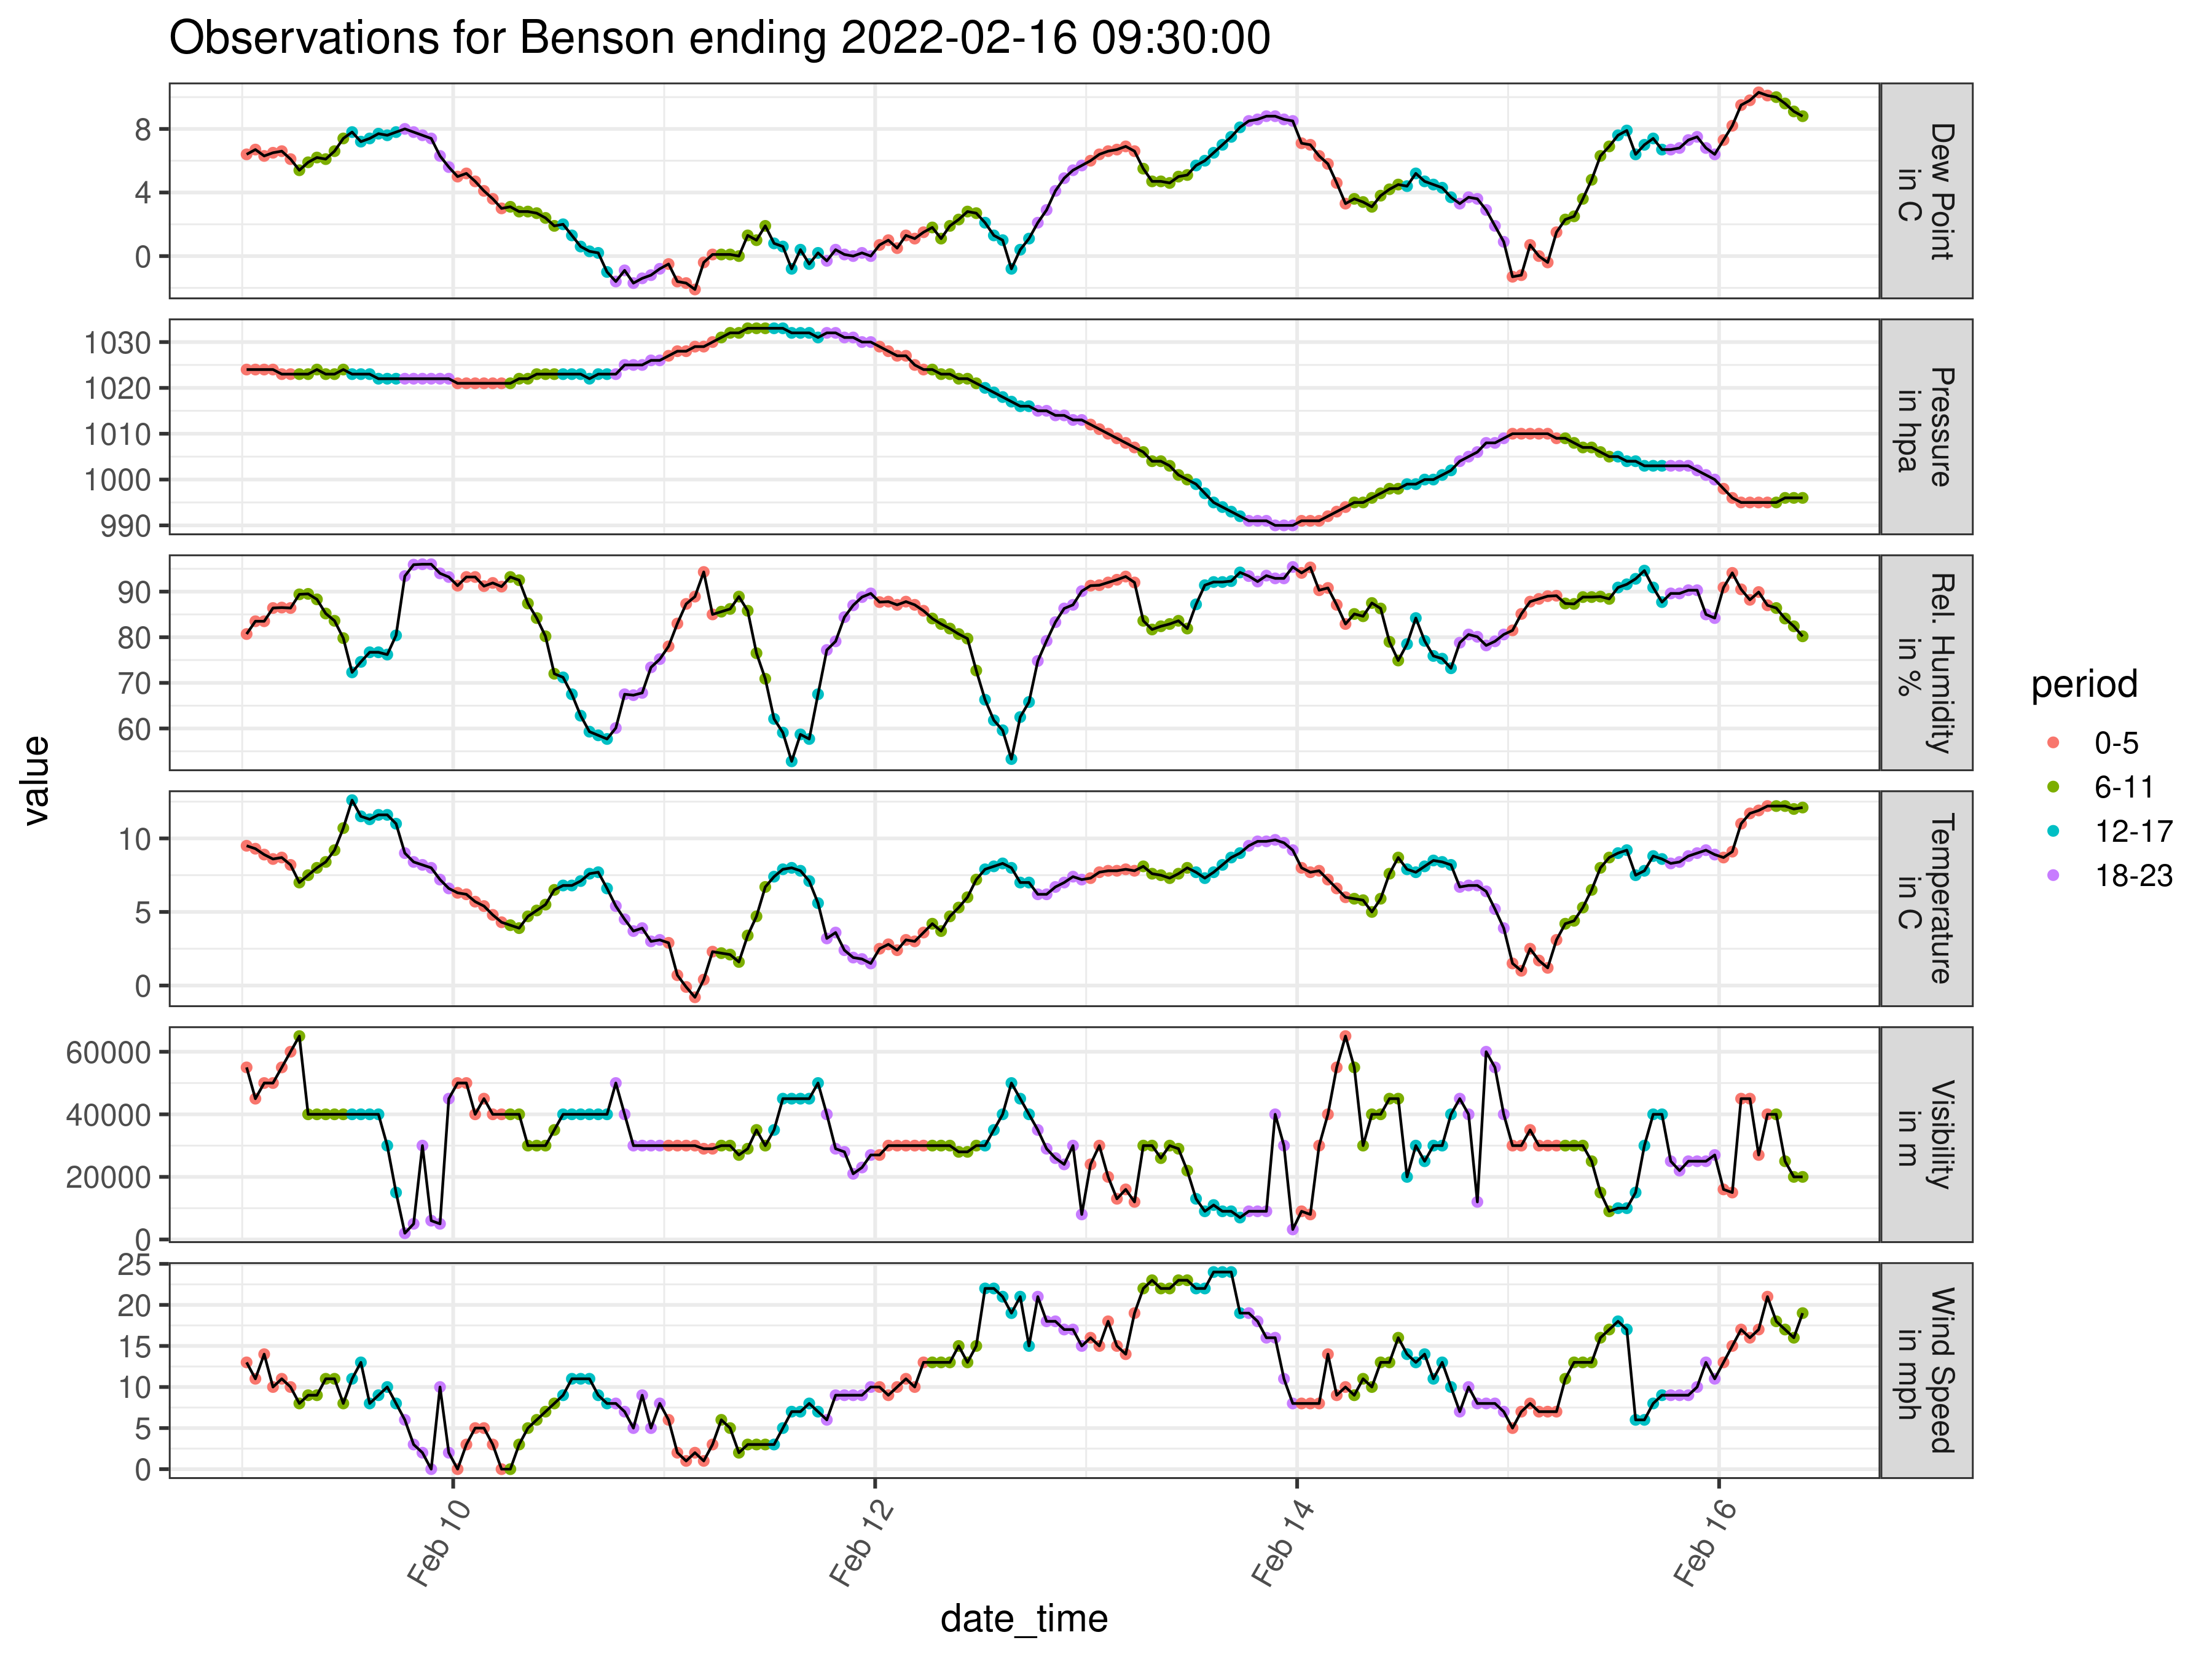 Observations for Benson ending 2022-02-16 09:30:00
value
8
4
0
Dew Point
in C
1030
1020
1010
1000
990
Pressure
in hpa
90
80
70
60
Rel. Humidity
in %
10
5
0
Temperature
in C
60000
40000
20000
0
Visibility
in m
25
20
15
10
5
0
Wind Speed
in mph
Feb 10
Feb 12
Feb 14
Feb 16
date_time
period
0-5
6-11
12-17
18-23